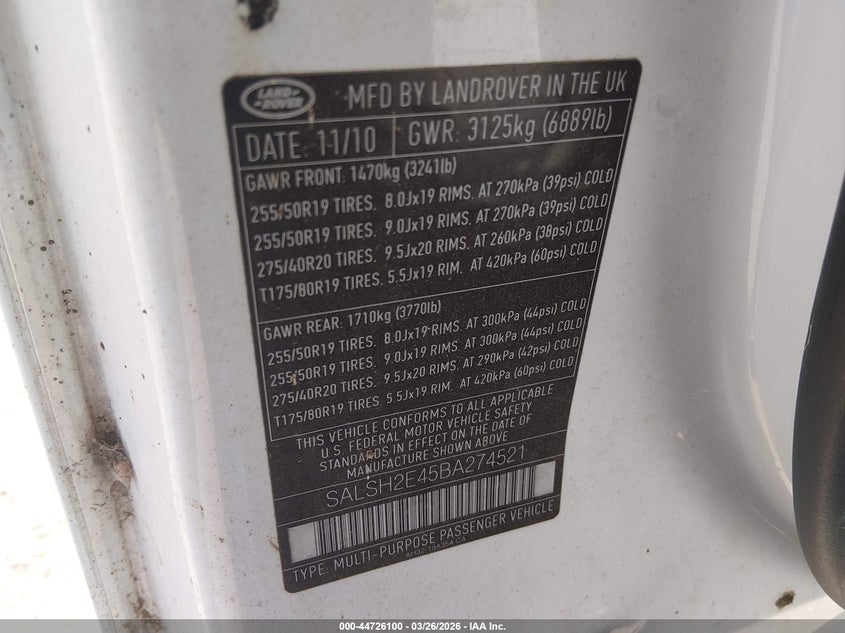 LAND ROVER
MFD BY LANDROVER IN THE UK
DATE: 11/10 GWR: 3125kg (6889lb)
GAWR FRONT: 1470kg (3241lb)
255/50R19 TIRES. 8.0Jx19 RIMS. AT 270kPa (39psi) COLD
255/50R19 TIRES. 9.0Jx19 RIMS. AT 270kPa (39psi) COLD
275/40R20 TIRES. 9.5Jx20 RIMS. AT 260kPa (38psi) COLD
T175/80R19 TIRES. 5.5Jx19 RIM. AT 420kPa (60psi) COLD
GAWR REAR: 1710kg (3770lb)
255/50R19 TIRES. 8.0Jx19 RIMS. AT 300kPa (44psi) COLD
255/50R19 TIRES. 9.0Jx19 RIMS. AT 300kPa (44psi) COLD
275/40R20 TIRES. 9.5Jx20 RIMS. AT 290kPa (42psi) COLD
T175/80R19 TIRES. 5.5Jx19 RIM. AT 420kPa (60psi) COLD
THIS VEHICLE CONFORMS TO ALL APPLICABLE
U.S. FEDERAL MOTOR VEHICLE SAFETY
STANDARDS IN EFFECT ON THE DATE OF
MANUFACTURE SHOWN ABOVE
SALSH2E45BA274521
TYPE: MULTI-PURPOSE PASSENGER VEHICLE
000-44726100 - 03/26/2026 - IAA Inc.